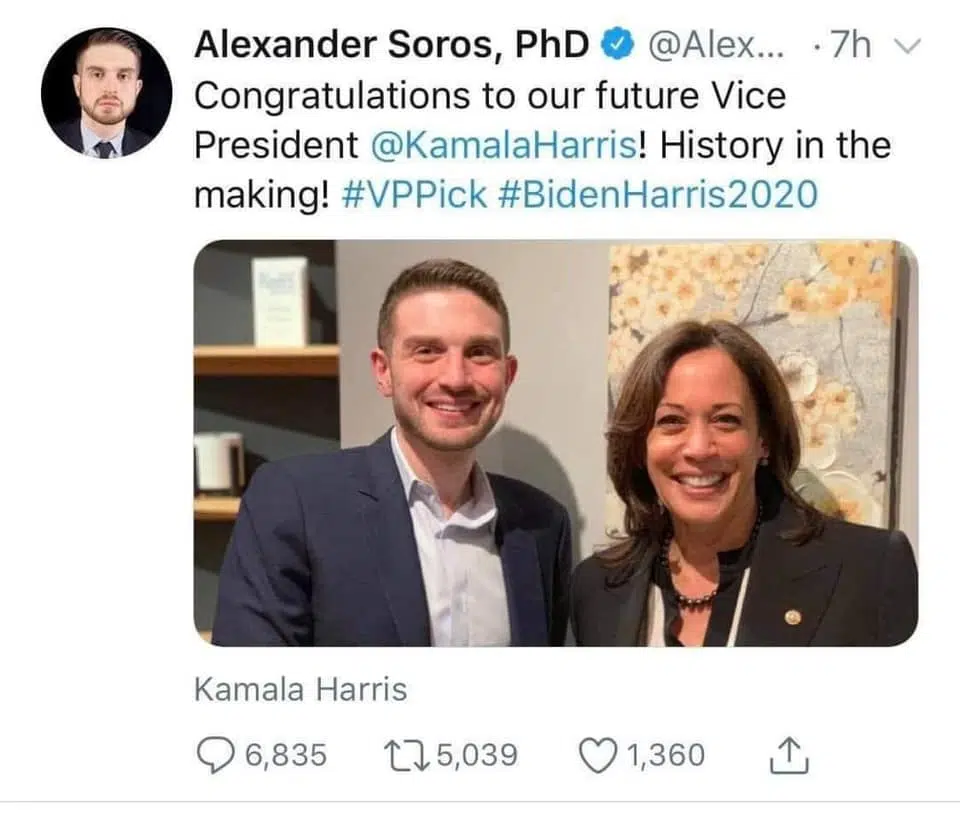 Alexander Soros, PhD @Alex... · 7h
Congratulations to our future Vice
President @KamalaHarris! History in the
making! #VPPick #BidenHarris2020
Kamala Harris
6,835 5,039 1,360